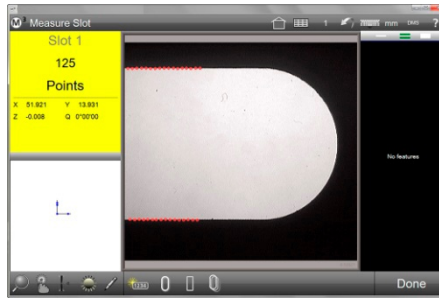 Measure Slot
1
mm
DMS
?
Slot 1
125
Points
X 51.821 Y 13.931
Z -0.008 Q 0°00'00
No features
Done